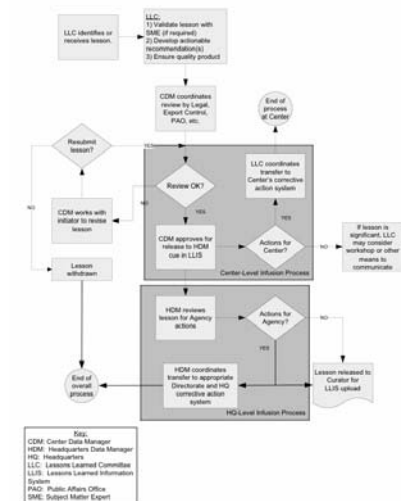 LLC identifies or
receives lesson.
LLC:
1) Validate lesson with
SME (if required)
2) Develop actionable
recommendation(s)
3) Ensure quality product
CDM coordinates
review by Legal,
Export Control,
PAO, etc.
End of
process at
Center
Resubmit
lesson?
YES
LLC coordinates
transfer to
Center's corrective
action system
Review OK?
NO
NO
YES
YES
CDM works with
initiator to revise
lesson
CDM approves for
release to HDM
cue in LLIS
Actions for
Center?
NO
If lesson is
significant, LLC
may consider
workshop or other
means to
communicate
Center-Level Infusion Process
Lesson
withdrawn
HDM reviews
lesson for Agency
actions
Actions for
Agency?
NO
YES
HDM coordinates
transfer to appropriate
Directorate and HQ
corrective action
system
End of
overall
process
Lesson released to
Curator for
LLIS upload
HQ-Level Infusion Process
Key:
CDM: Center Data Manager
HDM: Headquarters Data Manager
HQ: Headquarters
LLC: Lessons Learned Committee
LLIS: Lessons Learned Information
System
PAO: Public Affairs Office
SME: Subject Matter Expert